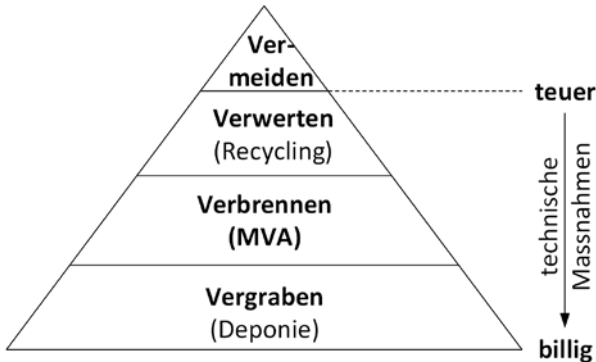 Ver-
meiden
teuer
Verwerten
(Recycling)
Verbrennen
(MVA)
technische
Massnahmen
Vergraben
(Deponie)
billig